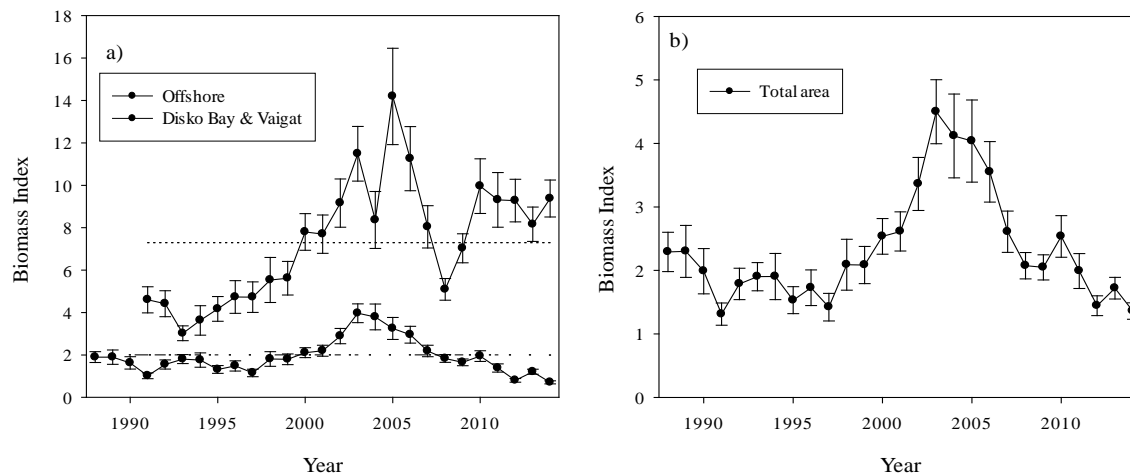 a)
Offshore
Disko Bay & Vaigat
Biomass Index
18
16
14
12
10
8
6
4
2
0
1990 1995 2000 2005 2010
Year
b)
Total area
Biomass Index
6
5
4
3
2
1
0
1990 1995 2000 2005 2010
Year